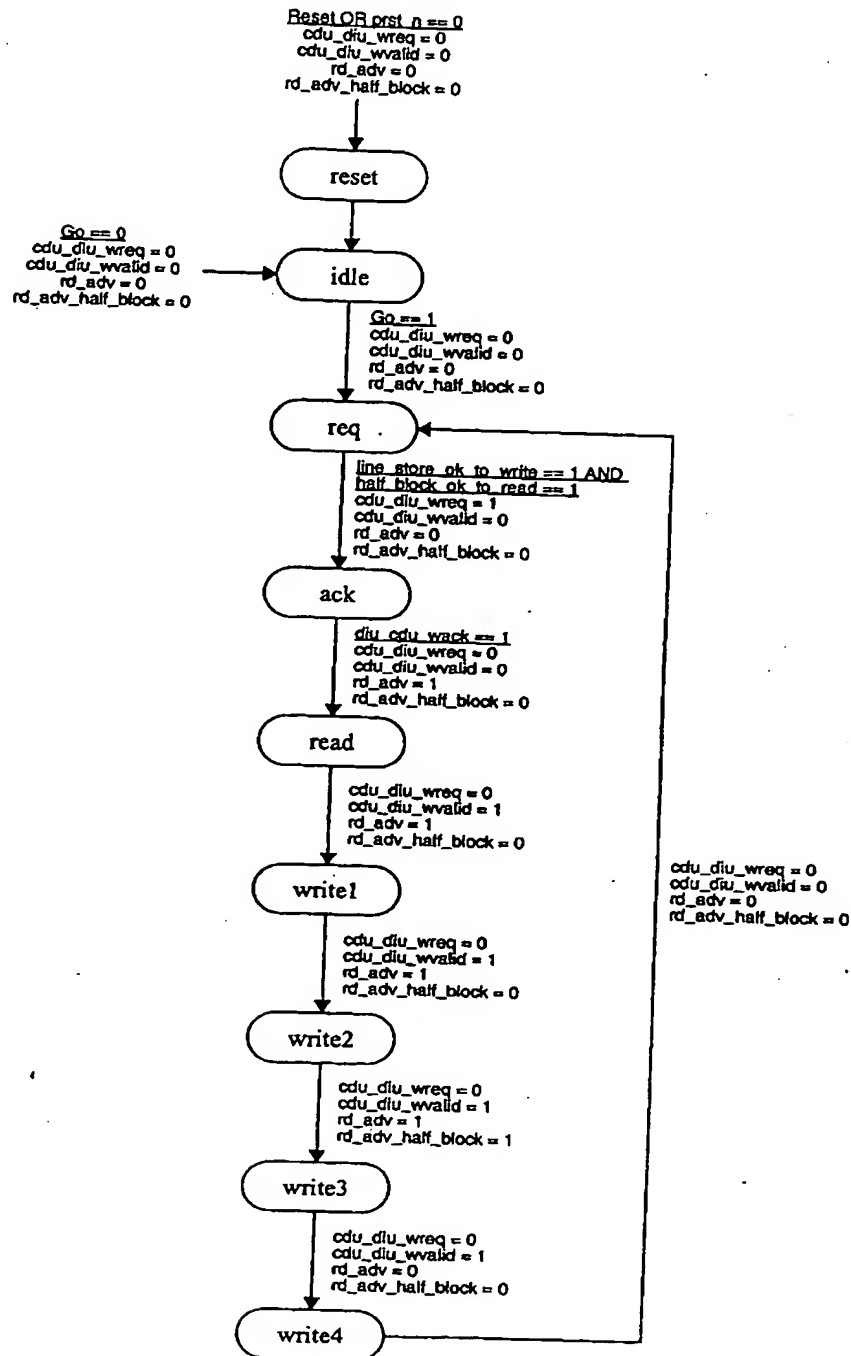 Reset OR prst_n == 0
cdu_diu_wreq = 0
cdu_diu_wvalid = 0
rd_adv = 0
rd_adv_half_block = 0
reset
Go == 0
cdu_diu_wreq = 0
cdu_diu_wvalid = 0
rd_adv = 0
rd_adv_half_block = 0
idle
Go == 1
cdu_diu_wreq = 0
cdu_diu_wvalid = 0
rd_adv = 0
rd_adv_half_block = 0
req
line_store_ok_to_write == 1 AND
half_block_ok_to_read == 1
cdu_diu_wreq = 1
cdu_diu_wvalid = 0
rd_adv = 0
rd_adv_half_block = 0
ack
diu_cdu_wack == 1
cdu_diu_wreq = 0
cdu_diu_wvalid = 0
rd_adv = 1
rd_adv_half_block = 0
read
cdu_diu_wreq = 0
cdu_diu_wvalid = 1
rd_adv = 1
rd_adv_half_block = 0
write1
cdu_diu_wreq = 0
cdu_diu_wvalid = 0
rd_adv = 0
rd_adv_half_block = 0
cdu_diu_wreq = 0
cdu_diu_wvalid = 1
rd_adv = 1
rd_adv_half_block = 0
write2
cdu_diu_wreq = 0
cdu_diu_wvalid = 1
rd_adv = 1
rd_adv_half_block = 1
write3
cdu_diu_wreq = 0
cdu_diu_wvalid = 1
rd_adv = 0
rd_adv_half_block = 0
write4